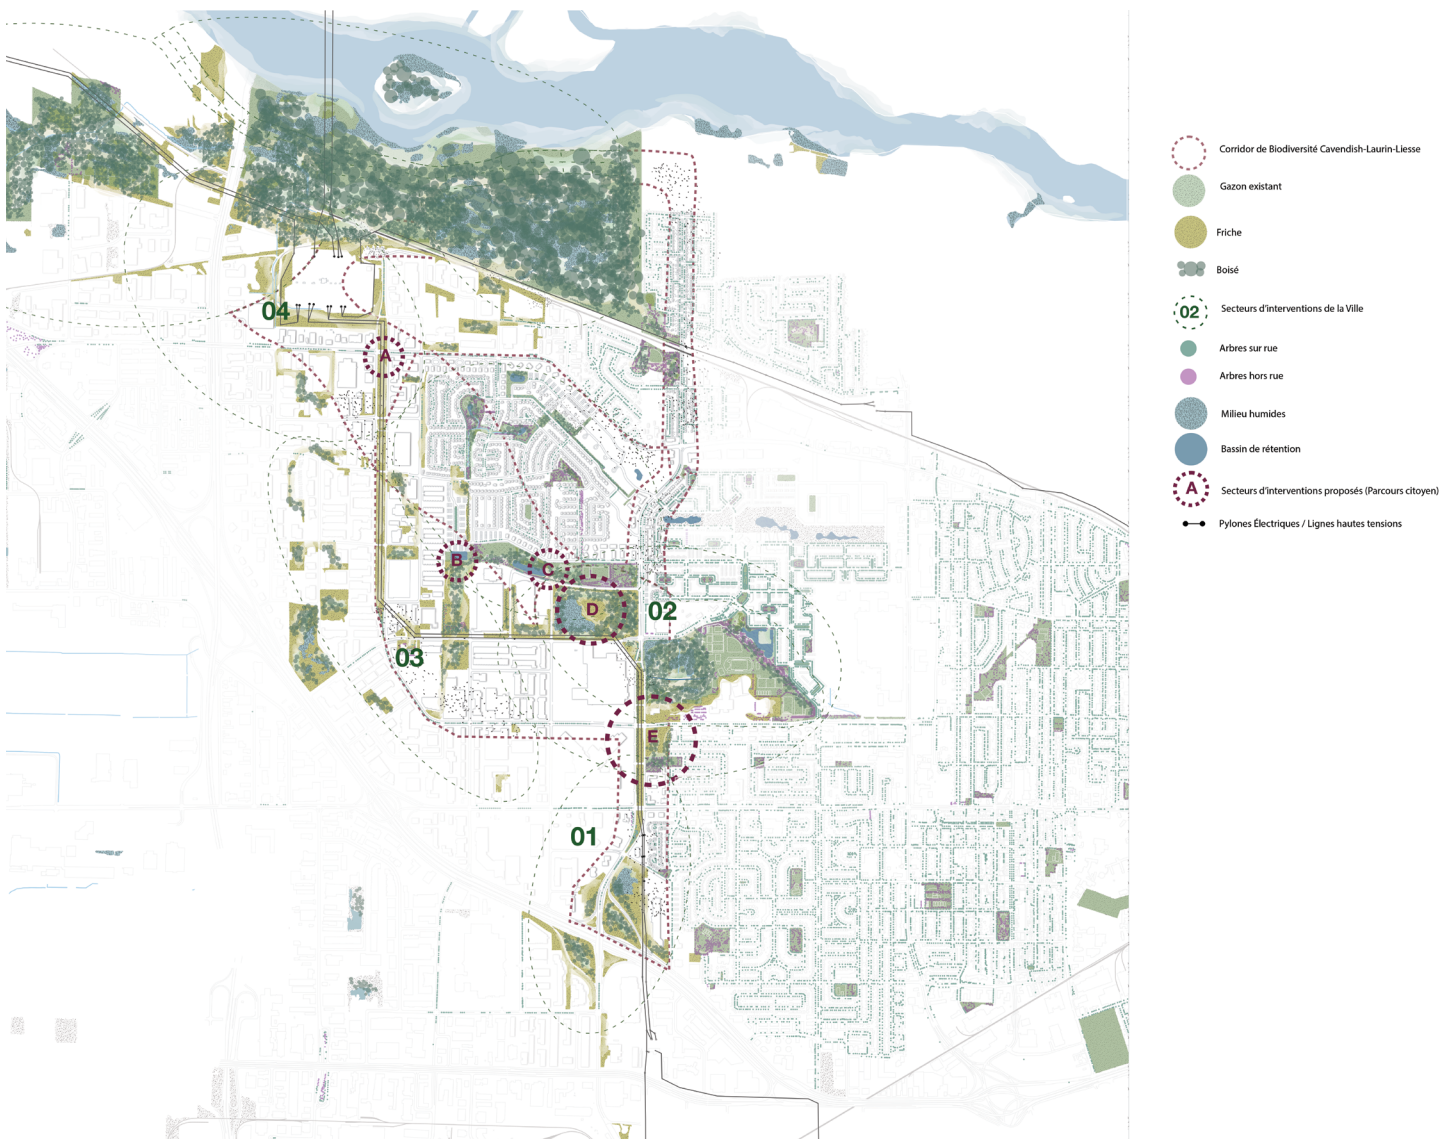 04
A
B
C
D
02
03
E
01
Corridor de Biodiversité Cavendish-Laurin-Liesse
Gazon existant
Friche
Boisé
02
Secteurs d'interventions de la Ville
Arbres sur rue
Arbres hors rue
Milieu humides
Bassin de rétention
A
Secteurs d'interventions proposés (Parcours citoyen)
Pylones Électriques / Lignes hautes tensions